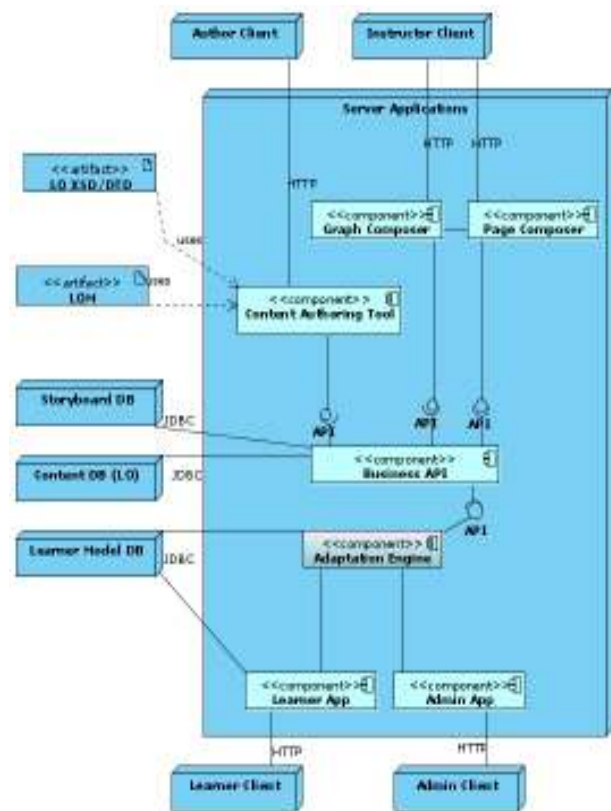 Author Client
Instructor Client
Server Applications
HTTP
HTTP
HTTP
<<artifact>>
LO XSD/DTD
<<component>>
Graph Composer
<<component>>
Page Composer
uses
<<artifact>>
LOM
uses
<<component>>
Content Authoring Tool
Storyboard DB
JDBC
API
API
API
<<component>>
Business API
Content DB (LO)
JDBC
API
Learner Model DB
JDBC
<<component>>
Adaptation Engine
<<component>>
Learner App
<<component>>
Admin App
HTTP
HTTP
Learner Client
Admin Client